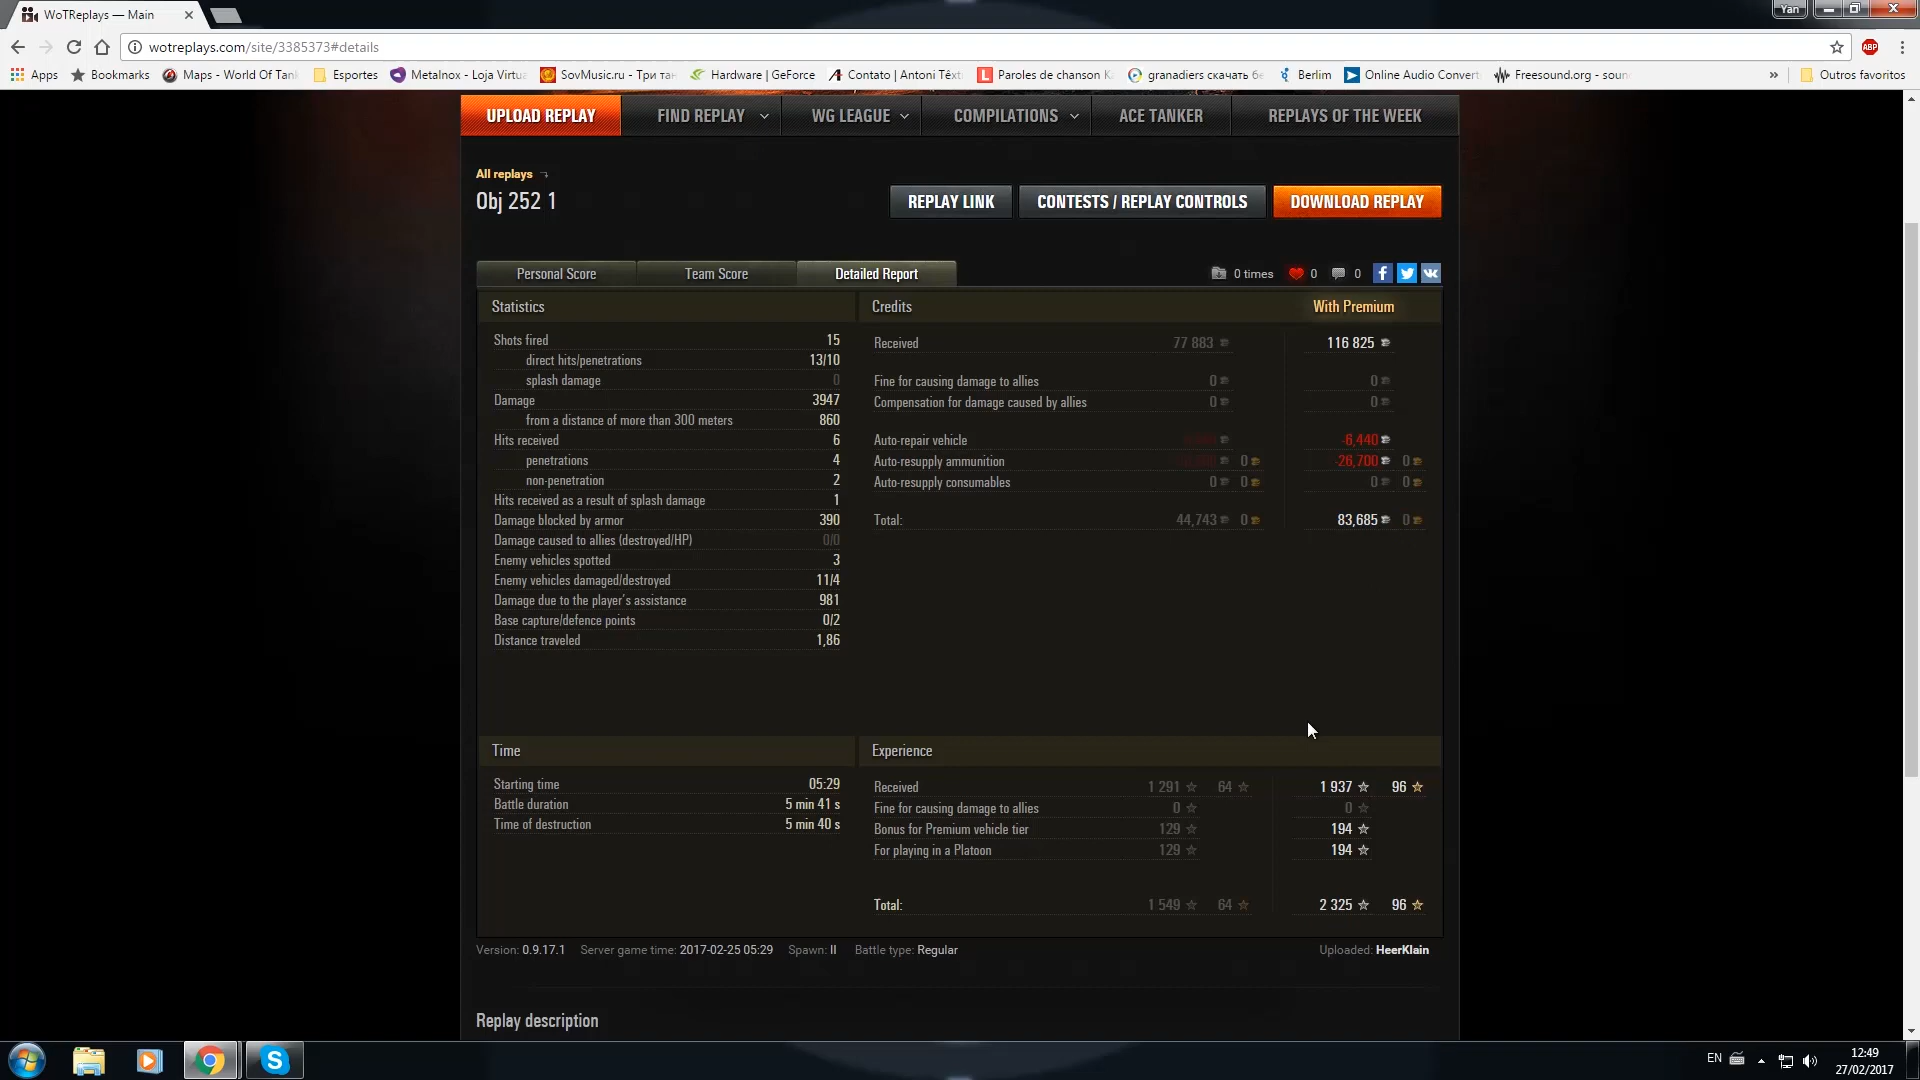 WoTReplays — Main
Yan
wotreplays.com/site/3385373#details
ABP
Apps
Bookmarks
Maps - World Of Tank
Esportes
Metalnox - Loja Virtua
SovMusic.ru - Три та
Hardware | GeForce
Contato | Antoni Têxti
Paroles de chanson K
granadiers скачать бе
Berlim
Online Audio Convert
Freesound.org - soun
»
Outros favoritos
UPLOAD REPLAY
FIND REPLAY
WG LEAGUE
COMPILATIONS
ACE TANKER
REPLAYS OF THE WEEK
All replays
Obj 252 1
REPLAY LINK
CONTESTS / REPLAY CONTROLS
DOWNLOAD REPLAY
Personal Score
Team Score
Detailed Report
0 times
0
0
Statistics
Shots fired 15
direct hits/penetrations 13/10
splash damage 0
Damage 3947
from a distance of more than 300 meters 860
Hits received 6
penetrations 4
non-penetration 2
Hits received as a result of splash damage 1
Damage blocked by armor 390
Damage caused to allies (destroyed/HP) 0/0
Enemy vehicles spotted 3
Enemy vehicles damaged/destroyed 11/4
Damage due to the player's assistance 981
Base capture/defence points 0/2
Distance traveled 1,86
Credits With Premium
Received 77 883 116 825
Fine for causing damage to allies 0 0
Compensation for damage caused by allies 0 0
Auto-repair vehicle -6,440
Auto-resupply ammunition 0 -26,700 0
Auto-resupply consumables 0 0 0 0
Total: 44,743 0 83,685 0
Time
Starting time 05:29
Battle duration 5 min 41 s
Time of destruction 5 min 40 s
Experience
Received 1 291 64 1 937 96
Fine for causing damage to allies 0 0
Bonus for Premium vehicle tier 129 194
For playing in a Platoon 129 194
Total: 1 549 64 2 325 96
Version: 0.9.17.1 Server game time: 2017-02-25 05:29 Spawn: II Battle type: Regular
Uploaded: HeerKlain
Replay description
EN
12:49
27/02/2017